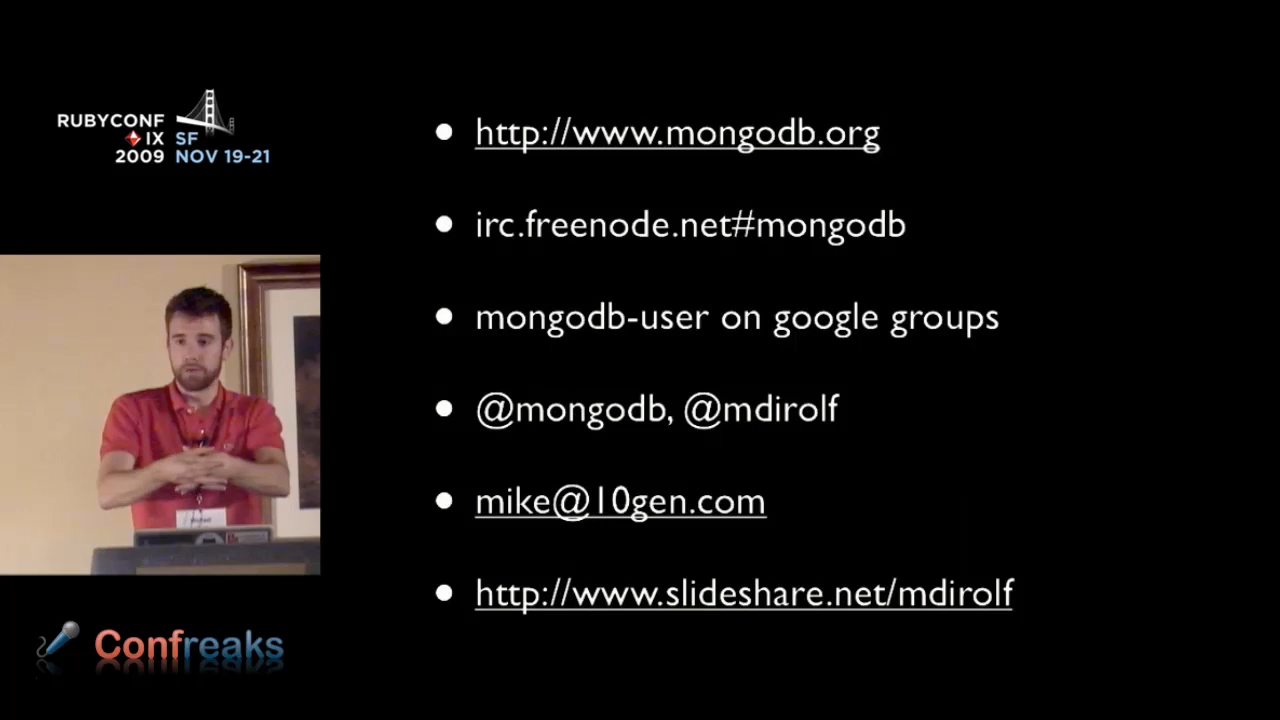 RUBYCONF
IX SF
2009 NOV 19-21
http://www.mongodb.org
irc.freenode.net#mongodb
mongodb-user on google groups
@mongodb, @mdirolf
mike@10gen.com
http://www.slideshare.net/mdirolf
Confreaks